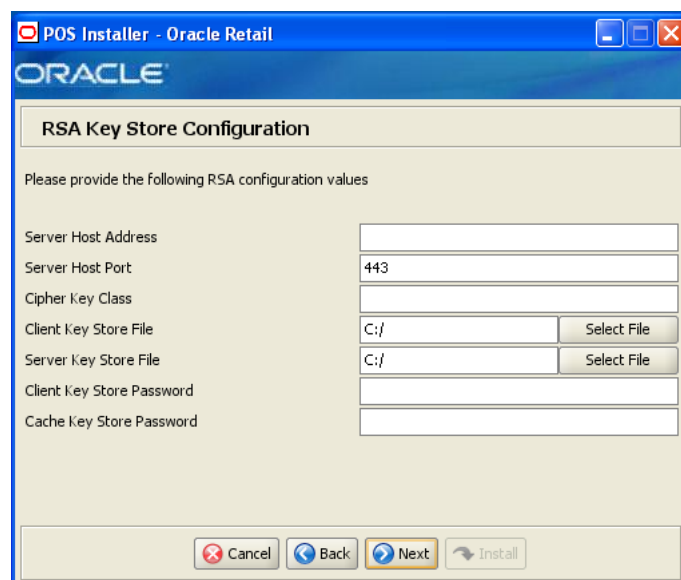 POS Installer - Oracle Retail
ORACLE
RSA Key Store Configuration
Please provide the following RSA configuration values
Server Host Address
Server Host Port 443
Cipher Key Class
Client Key Store File C:/ Select File
Server Key Store File C:/ Select File
Client Key Store Password
Cache Key Store Password
Cancel Back Next Install